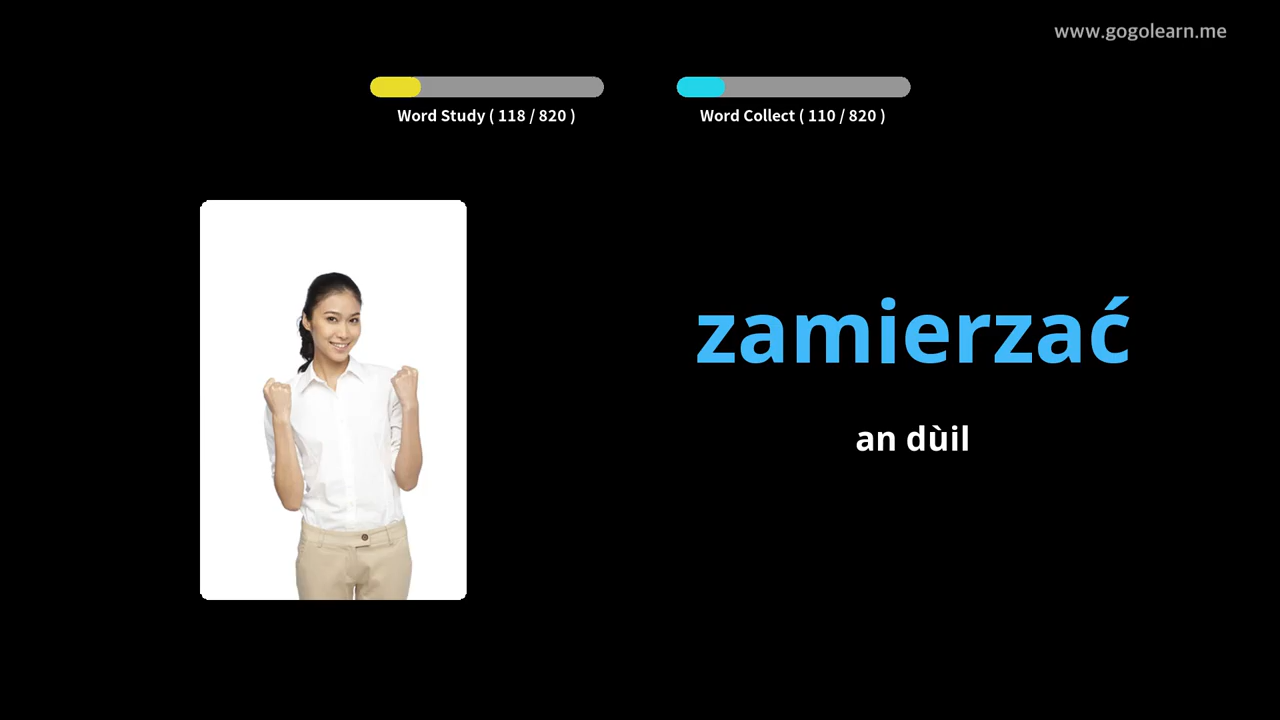 www.gogolearn.me
Word Study ( 118 / 820 )
Word Collect ( 110 / 820 )
zamierzać
an dùil